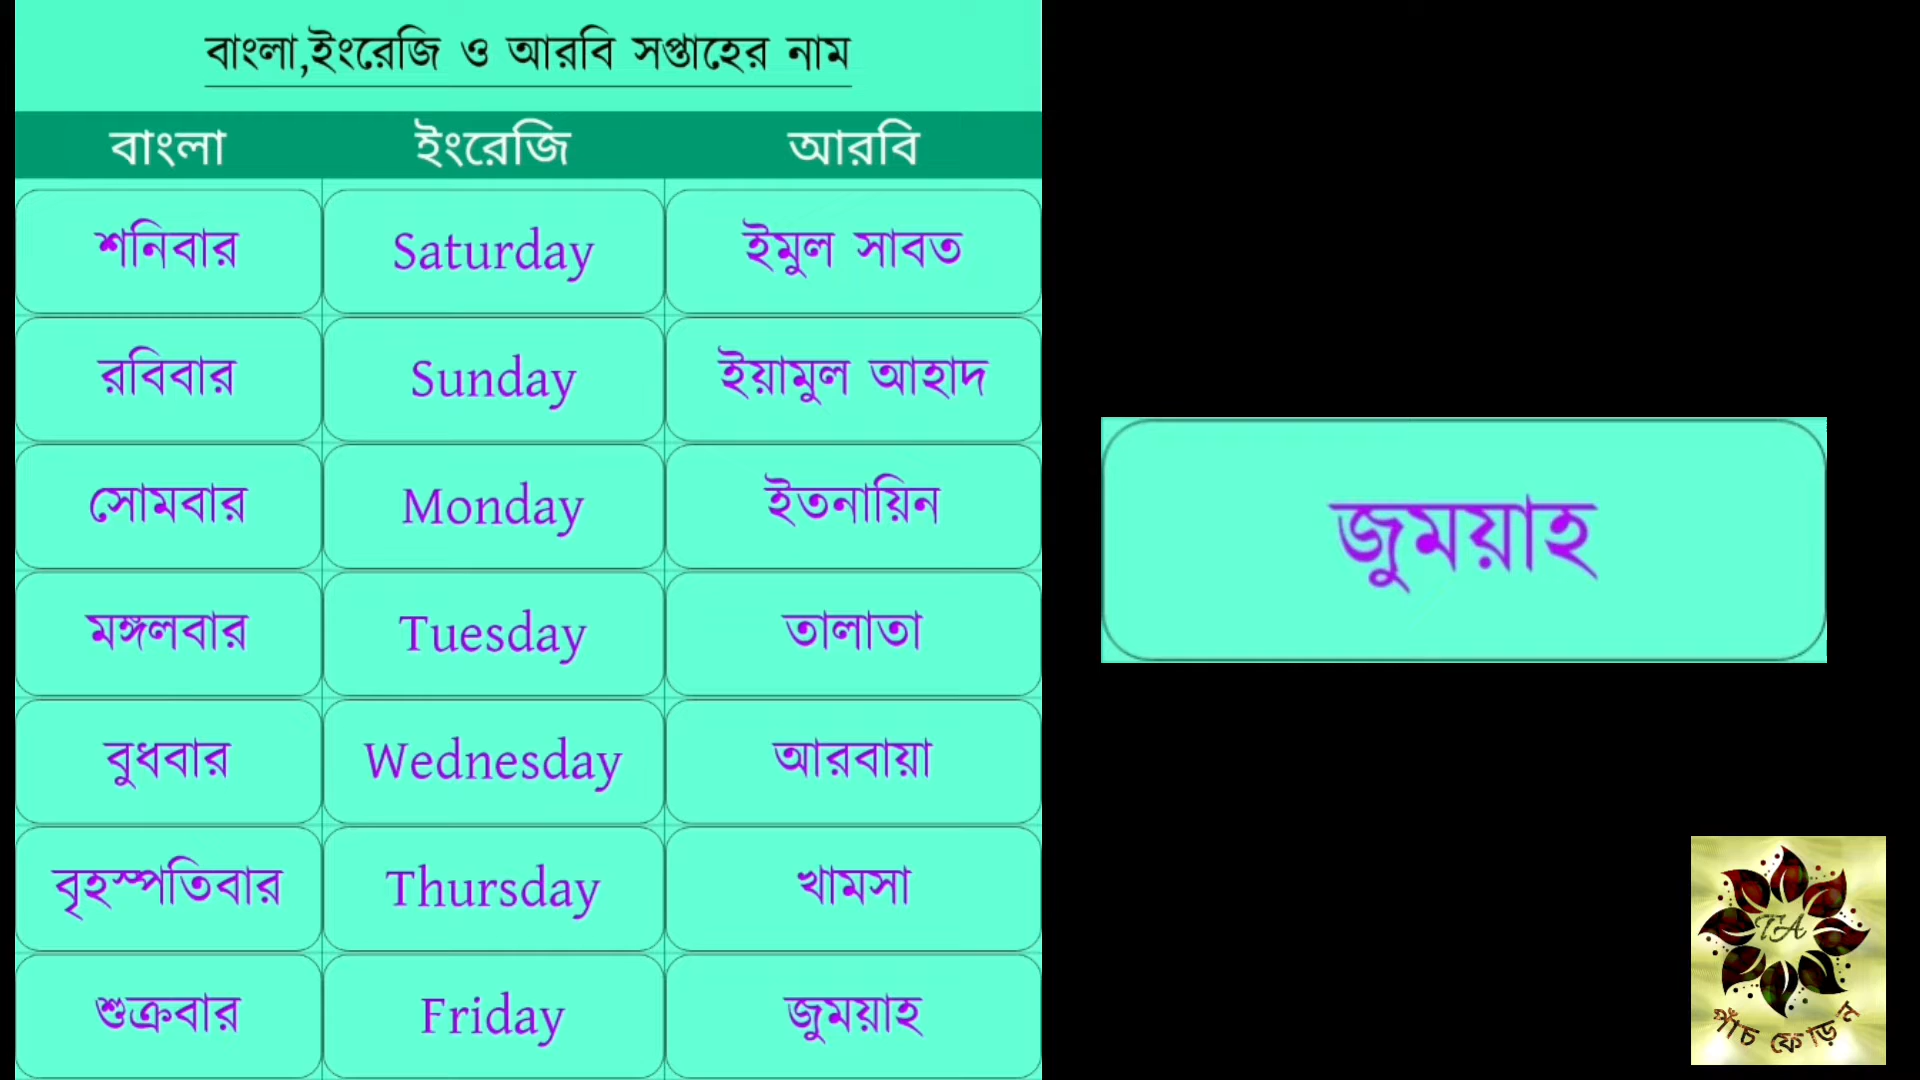 বাংলা,ইংরেজি ও আরবি সপ্তাহের নাম
বাংলা ইংরেজি আরবি
শনিবার Saturday ইমুল সাবত
রবিবার Sunday ইয়ামুল আহাদ
সোমবার Monday ইতনায়িন
মঙ্গলবার Tuesday তালাতা
বুধবার Wednesday আরবায়া
বৃহস্পতিবার Thursday খামসা
শুক্রবার Friday জুময়াহ
জুময়াহ
TA
পাঁচ ফোড়ন